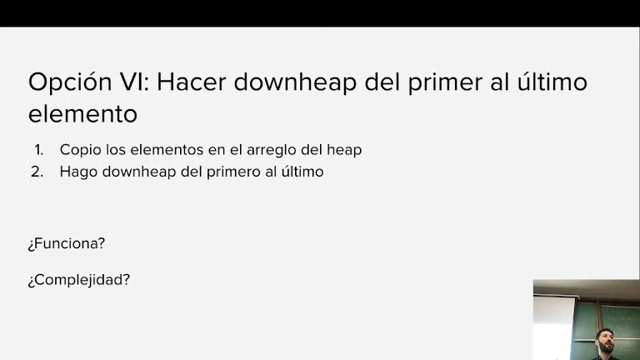 Opción VI: Hacer downheap del primer al último
elemento
1. Copio los elementos en el arreglo del heap
2. Hago downheap del primero al último
¿Funciona?
¿Complejidad?